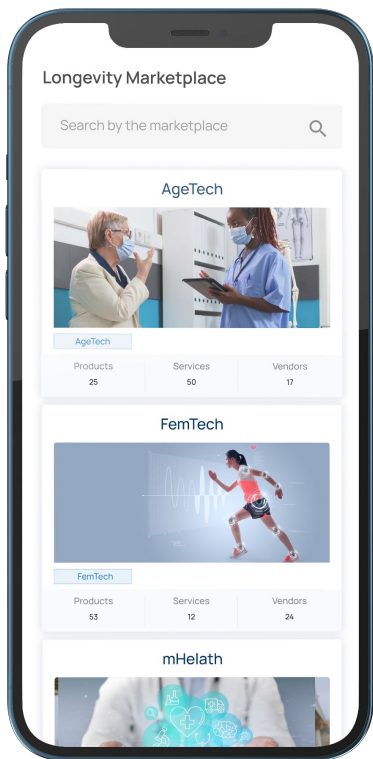 Longevity Marketplace
Search by the marketplace
AgeTech
AgeTech
Products Services Vendors
25 50 17
FemTech
FemTech
Products Services Vendors
53 12 24
mHelath